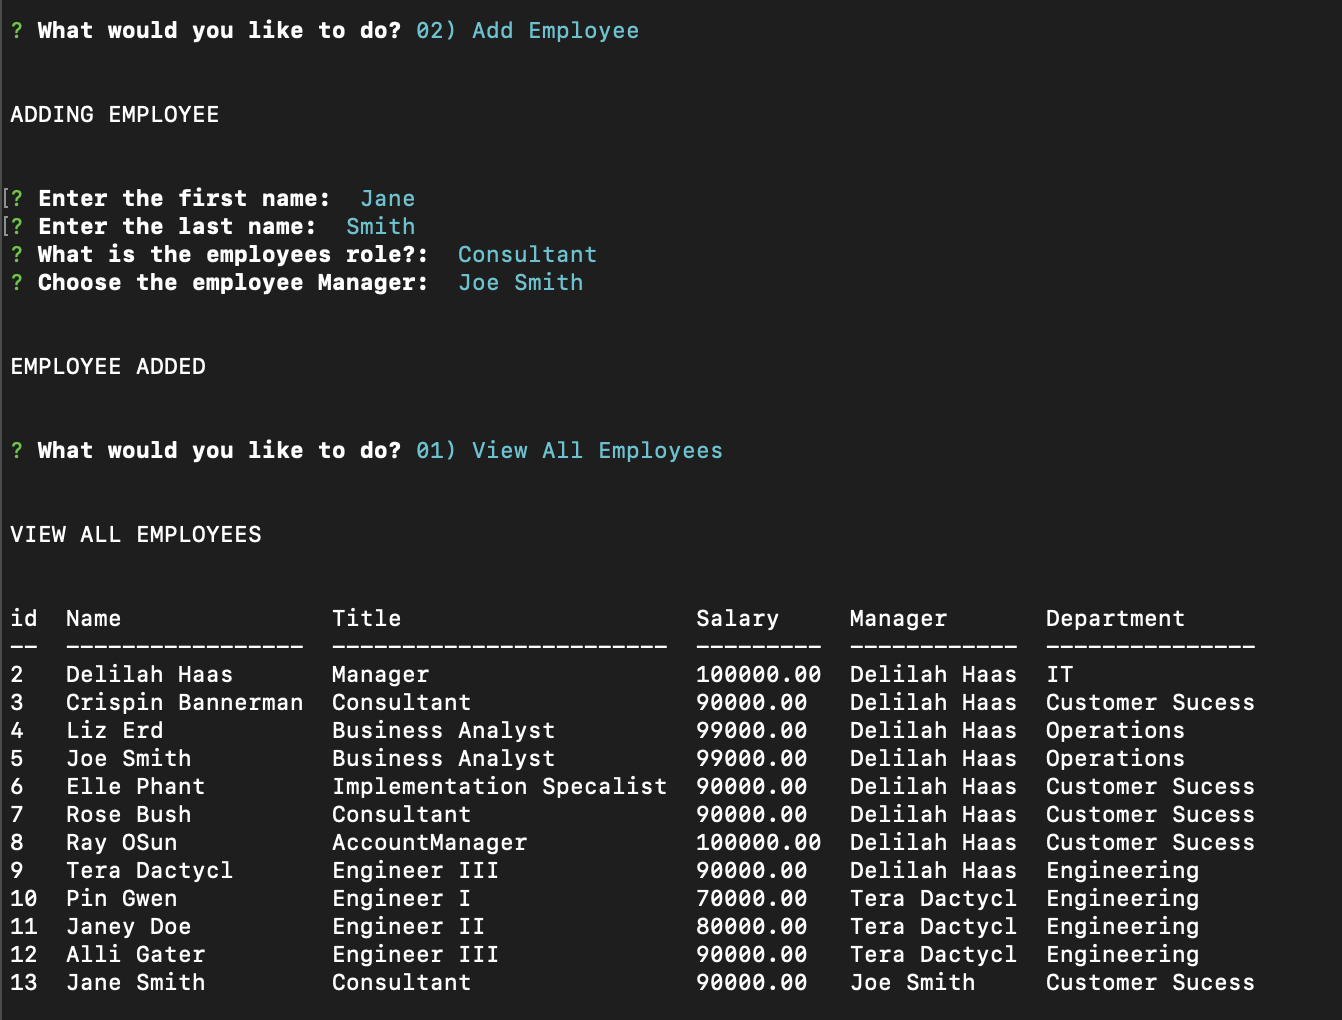 ? What would you like to do? 02) Add Employee
ADDING EMPLOYEE
[? Enter the first name:  Jane
[? Enter the last name:  Smith
? What is the employees role?:  Consultant
? Choose the employee Manager:  Joe Smith
EMPLOYEE ADDED
? What would you like to do? 01) View All Employees
VIEW ALL EMPLOYEES
id  Name               Title                     Salary     Manager       Department
--  -----------------  ------------------------  ---------  ------------  ---------------
2   Delilah Haas       Manager                   100000.00  Delilah Haas  IT
3   Crispin Bannerman  Consultant                90000.00   Delilah Haas  Customer Sucess
4   Liz Erd            Business Analyst          99000.00   Delilah Haas  Operations
5   Joe Smith          Business Analyst          99000.00   Delilah Haas  Operations
6   Elle Phant         Implementation Specalist  90000.00   Delilah Haas  Customer Sucess
7   Rose Bush          Consultant                90000.00   Delilah Haas  Customer Sucess
8   Ray OSun           AccountManager            100000.00  Delilah Haas  Customer Sucess
9   Tera Dactycl       Engineer III              90000.00   Delilah Haas  Engineering
10  Pin Gwen           Engineer I                70000.00   Tera Dactycl  Engineering
11  Janey Doe          Engineer II               80000.00   Tera Dactycl  Engineering
12  Alli Gater         Engineer III              90000.00   Tera Dactycl  Engineering
13  Jane Smith         Consultant                90000.00   Joe Smith     Customer Sucess